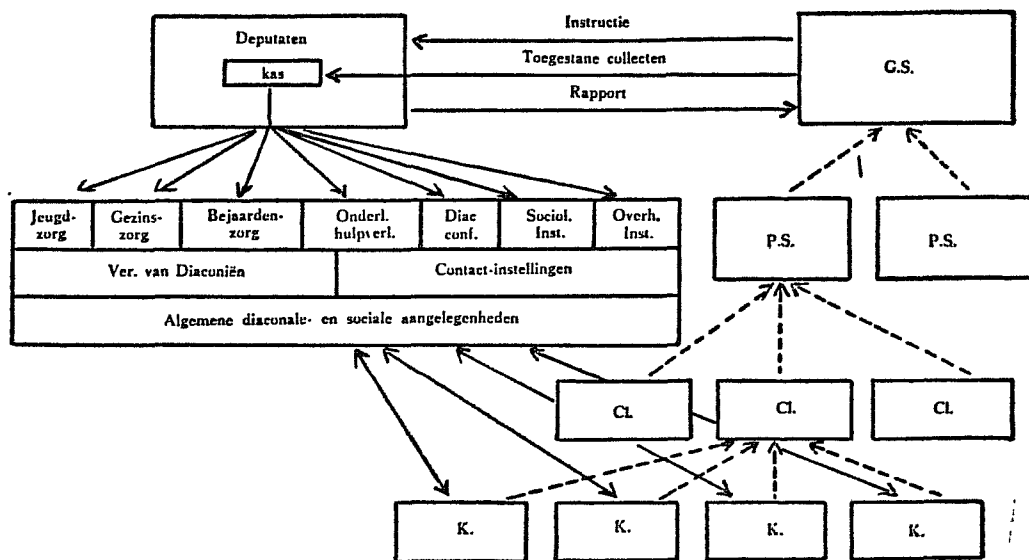 Deputaten
kas
Instructie
Toegestane collecten
Rapport
G.S.
Jeugd-
zorg
Gezins-
zorg
Bejaarden-
zorg
Onderl.
hulpverl.
Diac
conf.
Sociol.
Inst.
Overh.
Inst.
Ver. van Diaconiën
Contact-instellingen
Algemene diaconale- en sociale aangelegenheden
P.S.
P.S.
Cl.
Cl.
Cl.
K.
K.
K.
K.